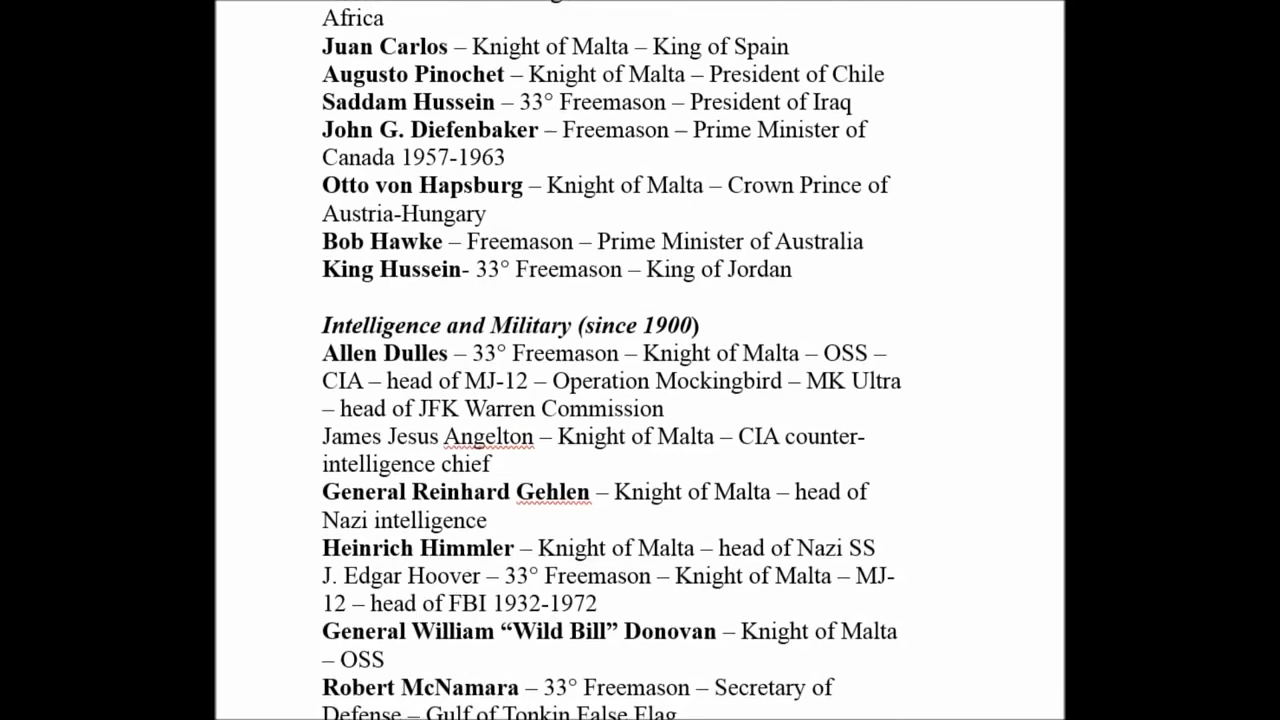 Africa
Juan Carlos – Knight of Malta – King of Spain
Augusto Pinochet – Knight of Malta – President of Chile
Saddam Hussein – 33° Freemason – President of Iraq
John G. Diefenbaker – Freemason – Prime Minister of
Canada 1957-1963
Otto von Hapsburg – Knight of Malta – Crown Prince of
Austria-Hungary
Bob Hawke – Freemason – Prime Minister of Australia
King Hussein- 33° Freemason – King of Jordan
Intelligence and Military (since 1900)
Allen Dulles – 33° Freemason – Knight of Malta – OSS –
CIA – head of MJ-12 – Operation Mockingbird – MK Ultra
– head of JFK Warren Commission
James Jesus Angelton – Knight of Malta – CIA counter-
intelligence chief
General Reinhard Gehlen – Knight of Malta – head of
Nazi intelligence
Heinrich Himmler – Knight of Malta – head of Nazi SS
J. Edgar Hoover – 33° Freemason – Knight of Malta – MJ-
12 – head of FBI 1932-1972
General William “Wild Bill” Donovan – Knight of Malta
– OSS
Robert McNamara – 33° Freemason – Secretary of
Defense – Gulf of Tonkin False Flag